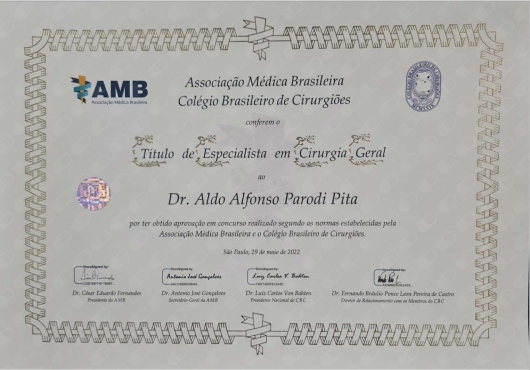 AMB
Associação Médica Brasileira
Associação Médica Brasileira
Colégio Brasileiro de Cirurgiões
conferem o
Título de Especialista em Cirurgia Geral
ao
Dr. Aldo Alfonso Parodi Pita
por ter obtido aprovação em concurso realizado segundo as normas estabelecidas pela
Associação Médica Brasileira e o Colégio Brasileiro de Cirurgiões.
São Paulo, 29 de maio de 2022
Antonio José Gonçalves
Dr. César Eduardo Fernandes
Presidente da AMB
Dr. Antonio José Gonçalves
Secretário-Geral da AMB
Dr. Luiz Carlos Von Bahten
Presidente Nacional do CBC
Dr. Fernando Bráulio Ponce Leon Pereira de Castro
Diretor de Relacionamento com os Membros do CBC